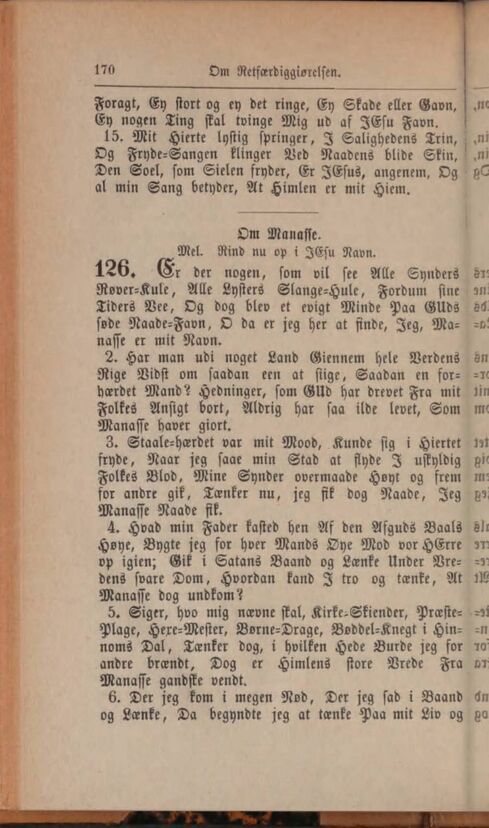 170 Om Retfærdiggiørelsen.
Foragt, Ey stort og ey det ringe, Ey Skade eller Gavn,
Ey nogen Ting skal tvinge Mig ud af JEsu Favn.
15. Mit Hierte lystig springer, J Salighedens Trin,
Og Fryde-Sangen klinger Ved Naadens blide Skin,
Den Soel, som Sielen fryder, Er JEsus, angenem, Og
al min Sang betyder, At Himlen er mit Hiem.
Om Manasse.
Mel. Rind nu op i JEsu Navn.
126. Er der nogen, som vil see Alle Synders
Røver-Kule, Alle Lysters Slange-Hule, Fordum sine
Tiders Vee, Og dog blev et evigt Minde Paa GUds
søde Naade-Favn, O da er jeg her at finde, Jeg, Ma-
nasse er mit Navn.
2. Har man udi noget Land Giennem hele Verdens
Rige Vidst om saadan een at siige, Saadan en for-
hærdet Mand? Hedninger, som GUd har drevet Fra mit
Folkes Ansigt bort, Aldrig har saa ilde levet, Som
Manasse haver giort.
3. Staale-hærdet var mit Mood, Kunde sig i Hiertet
fryde, Naar jeg saae min Stad at flyde J uskyldig
Folkes Blod, Mine Synder overmaade Høyt og frem
for andre gik, Tænker nu, jeg fik dog Naade, Jeg
Manasse Naade fik.
4. Hvad min Fader kasted hen Af den Afguds Baals
Høye, Bygte jeg for hver Mands Øye Mod vor HErre
op igien; Gik i Satans Baand og Lænke Under Vre-
dens svare Dom, Hvordan kand J tro og tænke, At
Manasse dog undkom?
5. Siger, hvo mig nævne skal, Kirke-Skiender, Præste-
Plage, Here-Mester, Børne-Drage, Bøddel-Knegt i Hin-
noms Dal, Tænker dog, i hvilken Hede Burde jeg for
andre brændt, Dog er Himlens store Vrede Fra
Manasse gandske vendt.
6. Der jeg kom i megen Nød, Der jeg sad i Baand
og Lænke, Da begyndte jeg at tænke Paa mit Liv og